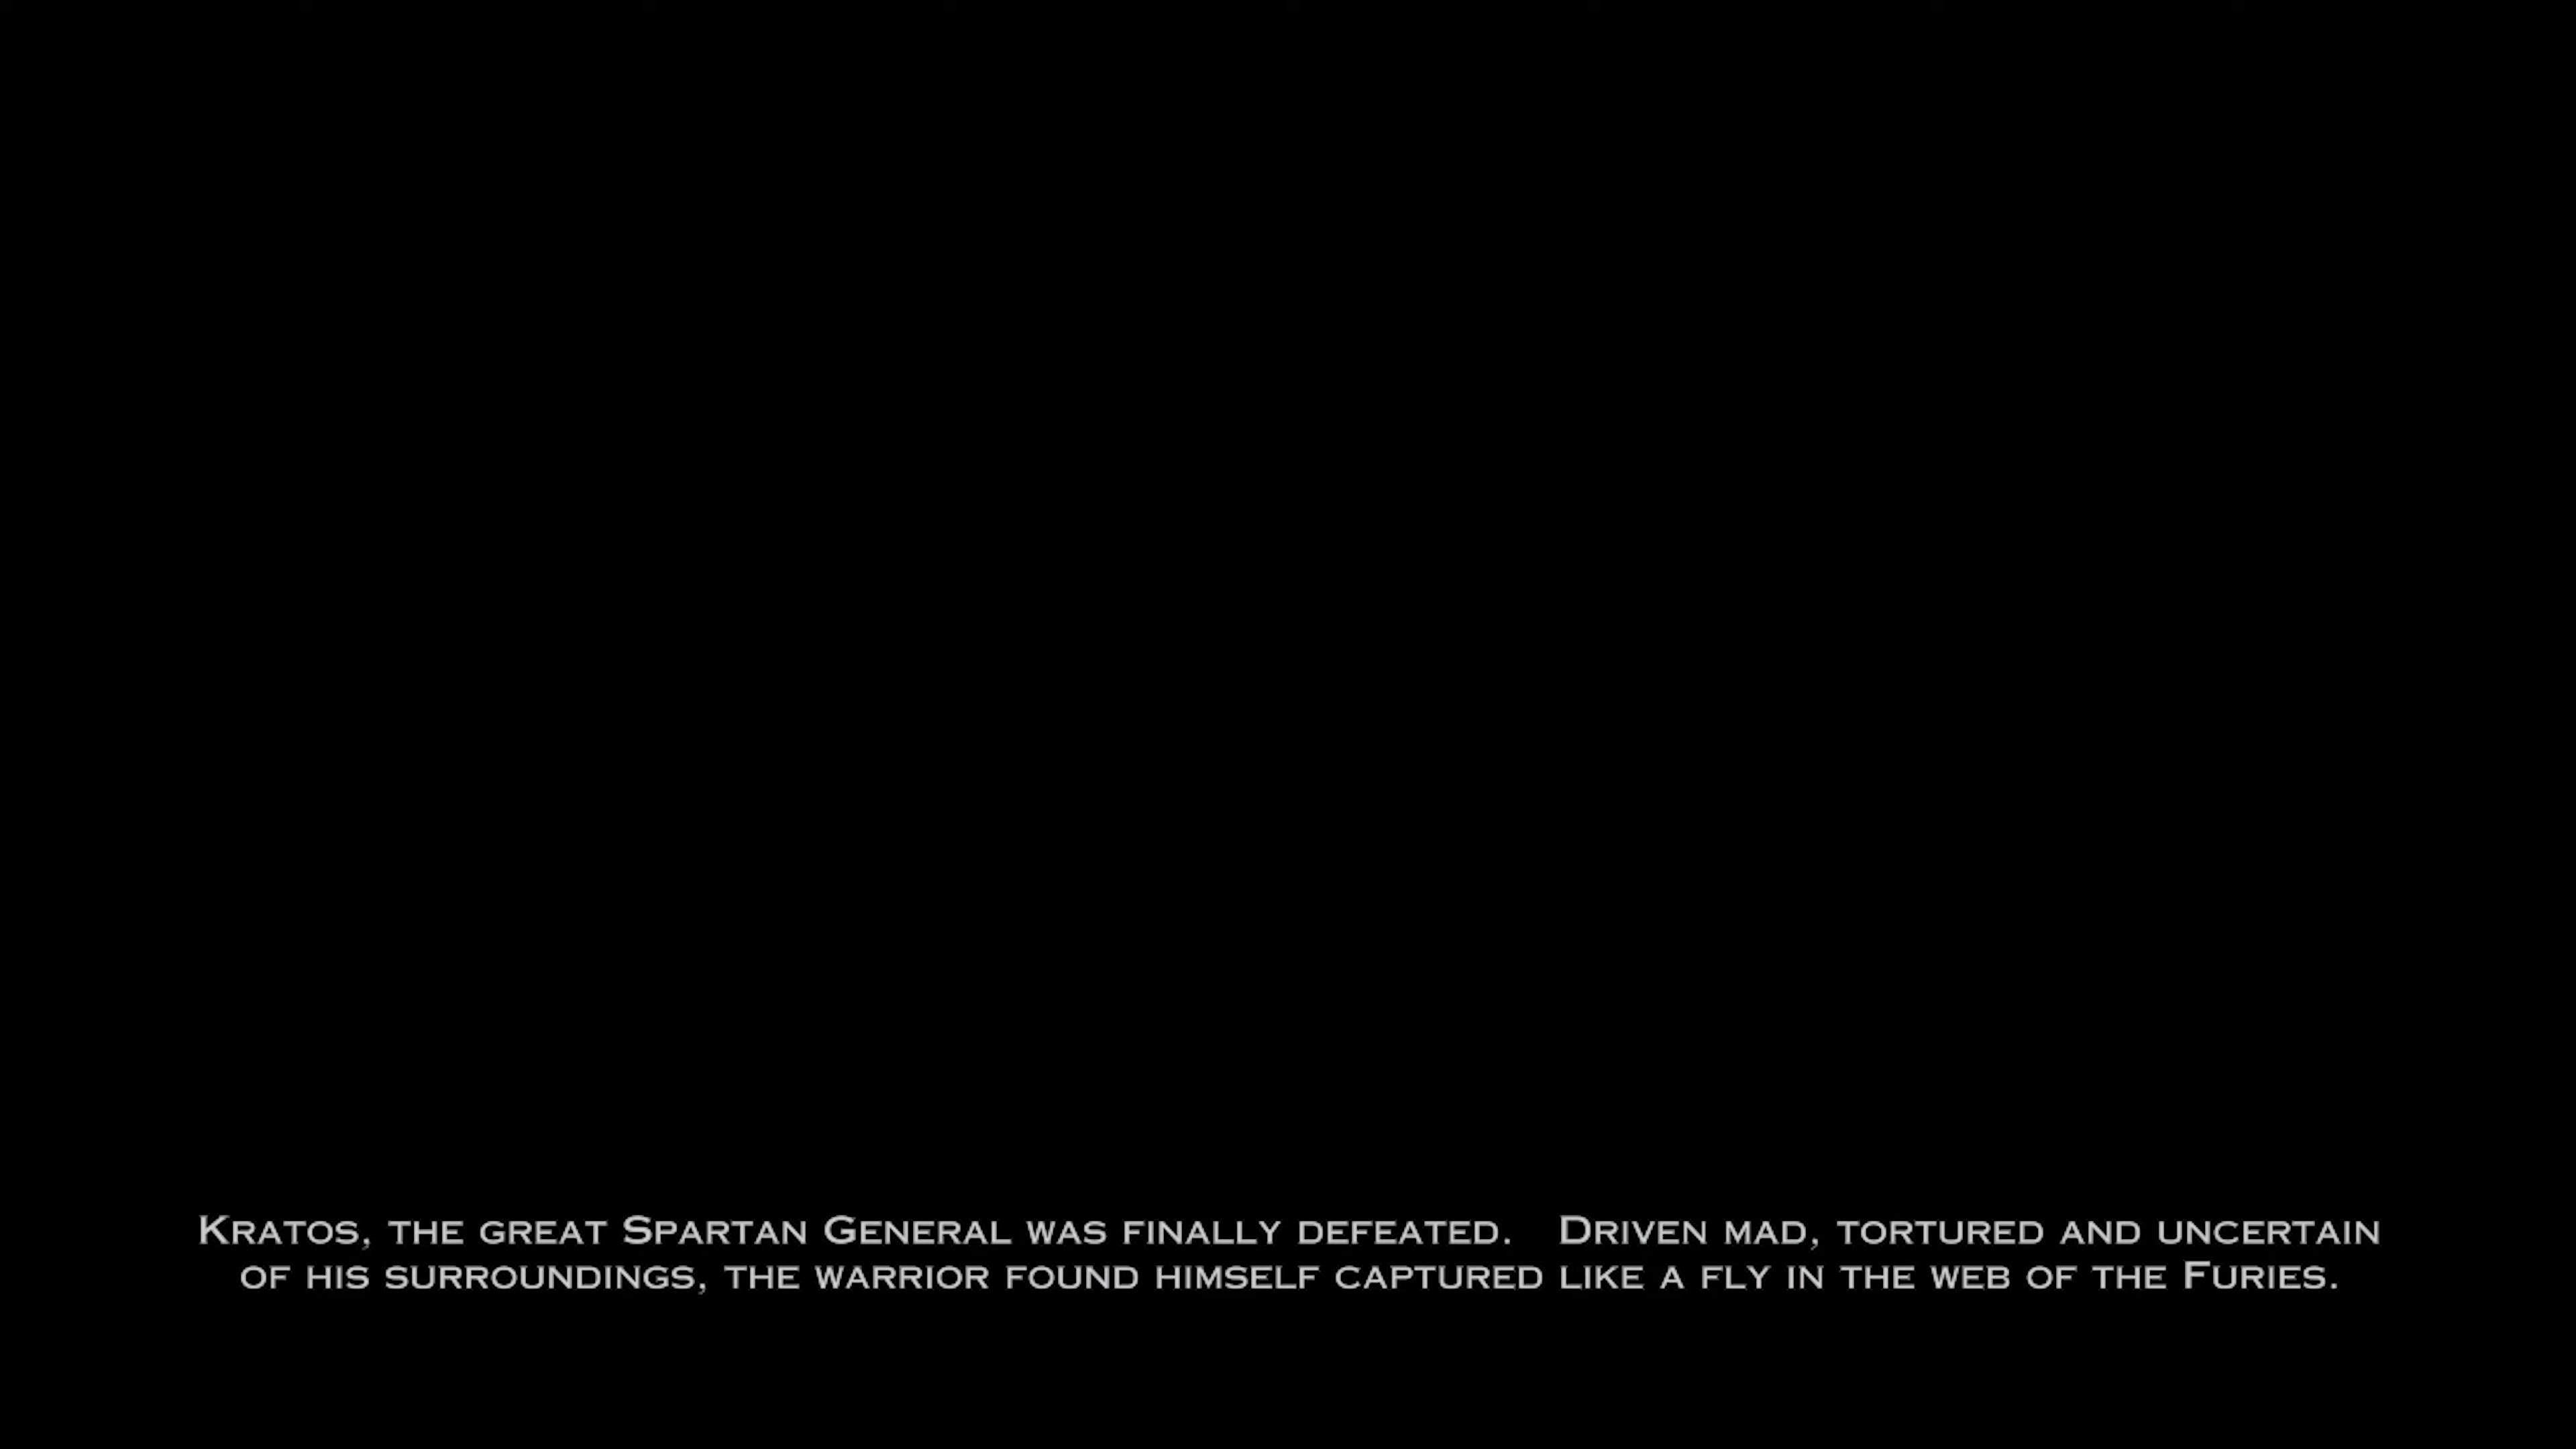 Kratos, the great Spartan General was finally defeated. Driven mad, tortured and uncertain
of his surroundings, the warrior found himself captured like a fly in the web of the Furies.